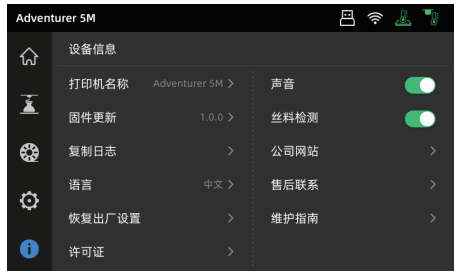 Adventurer 5M
设备信息
打印机名称 Adventurer 5M >
固件更新 1.0.0 >
复制日志 >
语言 中文 >
恢复出厂设置 >
许可证 >
声音
丝料检测
公司网站 >
售后联系 >
维护指南 >